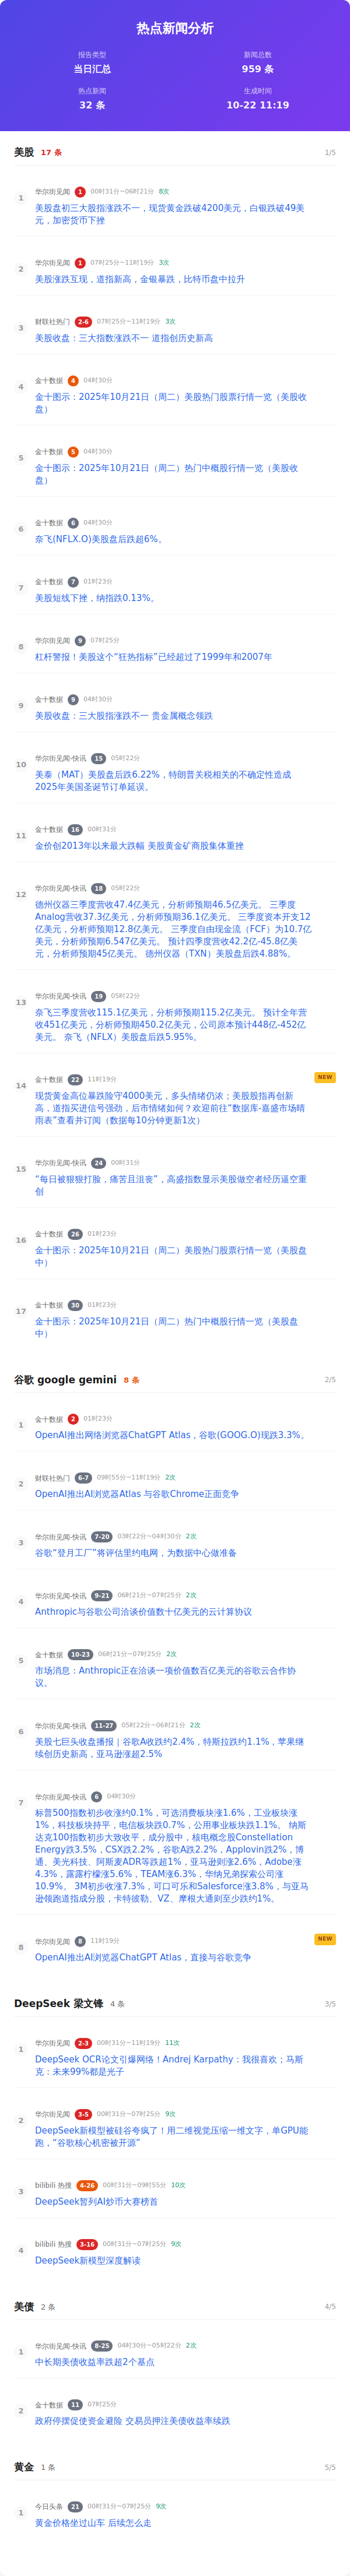 热点新闻分析
报告类型
新闻总数
当日汇总
959 条
热点新闻
生成时间
32 条
10-22 11:19
美股 17 条 1/5
1
华尔街见闻 1 00时31分~06时21分 8次
美股盘初三大股指涨跌不一，现货黄金跌破4200美元，白银跌破49美
元，加密货币下挫
2
华尔街见闻 1 07时25分~11时19分 3次
美股涨跌互现，道指新高，金银暴跌，比特币盘中拉升
3
财联社热门 2-6 07时25分~11时19分 3次
美股收盘：三大指数涨跌不一 道指创历史新高
4
金十数据 4 04时30分
金十图示：2025年10月21日（周二）美股热门股票行情一览（美股收
盘）
5
金十数据 5 04时30分
金十图示：2025年10月21日（周二）热门中概股行情一览（美股收
盘）
6
金十数据 6 04时30分
奈飞(NFLX.O)美股盘后跌超6%。
7
金十数据 7 01时23分
美股短线下挫，纳指跌0.13%。
8
华尔街见闻 9 07时25分
杠杆警报！美股这个“狂热指标”已经超过了1999年和2007年
9
金十数据 9 04时30分
美股收盘：三大股指涨跌不一 贵金属概念领跌
10
华尔街见闻-快讯 15 05时22分
美泰（MAT）美股盘后跌6.22%，特朗普关税相关的不确定性造成
2025年美国圣诞节订单延误。
11
金十数据 16 00时31分
金价创2013年以来最大跌幅 美股黄金矿商股集体重挫
12
华尔街见闻-快讯 18 05时22分
德州仪器三季度营收47.4亿美元，分析师预期46.5亿美元。 三季度
Analog营收37.3亿美元，分析师预期36.1亿美元。 三季度资本开支12
亿美元，分析师预期12.8亿美元。 三季度自由现金流（FCF）为10.7亿
美元，分析师预期6.547亿美元。 预计四季度营收42.2亿-45.8亿美
元，分析师预期45亿美元。 德州仪器（TXN）美股盘后跌4.88%。
13
华尔街见闻-快讯 19 05时22分
奈飞三季度营收115.1亿美元，分析师预期115.2亿美元。 预计全年营
收451亿美元，分析师预期450.2亿美元，公司原本预计448亿-452亿
美元。 奈飞（NFLX）美股盘后跌5.95%。
14
金十数据 22 11时19分 NEW
现货黄金高位暴跌险守4000美元，多头情绪仍浓；美股股指再创新
高，道指买进信号强劲，后市情绪如何？欢迎前往”数据库-嘉盛市场晴
雨表”查看并订阅（数据每10分钟更新1次）
15
华尔街见闻-快讯 24 00时31分
“每日被狠狠打脸，痛苦且沮丧”，高盛指数显示美股做空者经历逼空重
创
16
金十数据 26 01时23分
金十图示：2025年10月21日（周二）美股热门股票行情一览（美股盘
中）
17
金十数据 30 01时23分
金十图示：2025年10月21日（周二）热门中概股行情一览（美股盘
中）
谷歌 google gemini 8 条 2/5
1
金十数据 2 01时23分
OpenAI推出网络浏览器ChatGPT Atlas，谷歌(GOOG.O)现跌3.3%。
2
财联社热门 6-7 09时55分~11时19分 2次
OpenAI推出AI浏览器Atlas 与谷歌Chrome正面竞争
3
华尔街见闻-快讯 7-20 03时22分~04时30分 2次
谷歌“登月工厂”将评估里约电网，为数据中心做准备
4
华尔街见闻-快讯 9-21 06时21分~07时25分 2次
Anthropic与谷歌公司洽谈价值数十亿美元的云计算协议
5
金十数据 10-23 06时21分~07时25分 2次
市场消息：Anthropic正在洽谈一项价值数百亿美元的谷歌云合作协
议。
6
华尔街见闻-快讯 11-27 05时22分~06时21分 2次
美股七巨头收盘播报｜谷歌A收跌约2.4%，特斯拉跌约1.1%，苹果继
续创历史新高，亚马逊涨超2.5%
7
华尔街见闻-快讯 6 04时30分
标普500指数初步收涨约0.1%，可选消费板块涨1.6%，工业板块涨
1%，科技板块持平，电信板块跌0.7%，公用事业板块跌1.1%。 纳斯
达克100指数初步大致收平，成分股中，核电概念股Constellation
Energy跌3.5%，CSX跌2.2%，谷歌A跌2.2%，Applovin跌2%，博
通、美光科技、阿斯麦ADR等跌超1%，亚马逊则涨2.6%，Adobe涨
4.3%，露露柠檬涨5.6%，TEAM涨6.3%，华纳兄弟探索公司涨
10.9%。 3M初步收涨7.3%，可口可乐和Salesforce涨3.8%，与亚马
逊领跑道指成分股，卡特彼勒、VZ、摩根大通则至少跌约1%。
8
华尔街见闻 8 11时19分 NEW
OpenAI推出AI浏览器ChatGPT Atlas，直接与谷歌竞争
DeepSeek 梁文锋 4 条 3/5
1
华尔街见闻 2-3 00时31分~11时19分 11次
DeepSeek OCR论文引爆网络！Andrej Karpathy：我很喜欢；马斯
克：未来99%都是光子
2
华尔街见闻 3-5 00时31分~07时25分 9次
DeepSeek新模型被硅谷夸疯了！用二维视觉压缩一维文字，单GPU能
跑，“谷歌核心机密被开源”
3
bilibili 热搜 4-26 00时31分~09时55分 10次
DeepSeek暂列AI炒币大赛榜首
4
bilibili 热搜 3-16 00时31分~07时25分 9次
DeepSeek新模型深度解读
美债 2 条 4/5
1
华尔街见闻-快讯 8-25 04时30分~05时22分 2次
中长期美债收益率跌超2个基点
2
金十数据 11 07时25分
政府停摆促使资金避险 交易员押注美债收益率续跌
黄金 1 条 5/5
1
今日头条 21 00时31分~07时25分 9次
黄金价格坐过山车 后续怎么走